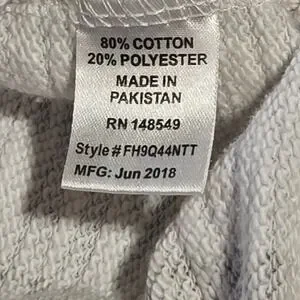 80% COTTON
20% POLYESTER
MADE IN
PAKISTAN
RN 148549
Style # FH9Q44NTT
MFG: Jun 2018